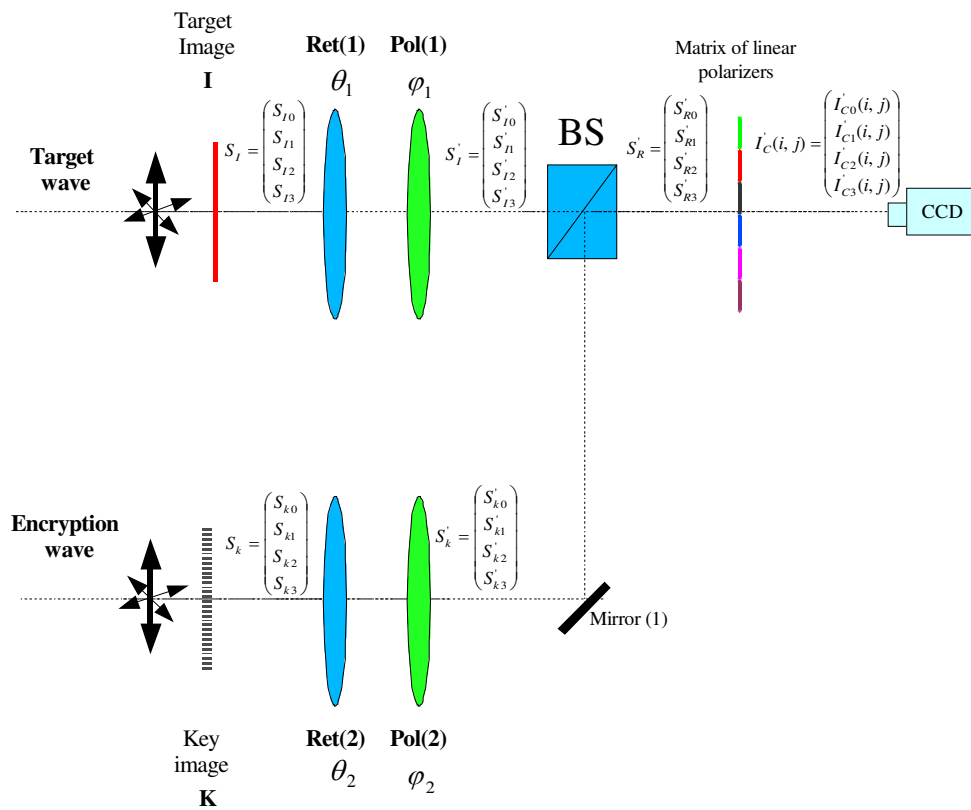 Target
Image
I
Ret(1)
θ₁
Pol(1)
φ₁
Matrix of linear
polarizers
Target
wave
S_I = (S_I0
S_I1
S_I2
S_I3)
S'_I = (S'_I0
S'_I1
S'_I2
S'_I3)
BS
S'_R = (S'_R0
S'_R1
S'_R2
S'_R3)
I'_C(i, j) = (I'_C0(i, j)
I'_C1(i, j)
I'_C2(i, j)
I'_C3(i, j))
CCD
Encryption
wave
S_k = (S_k0
S_k1
S_k2
S_k3)
S'_k = (S'_k0
S'_k1
S'_k2
S'_k3)
Mirror (1)
Key
image
K
Ret(2)
θ₂
Pol(2)
φ₂